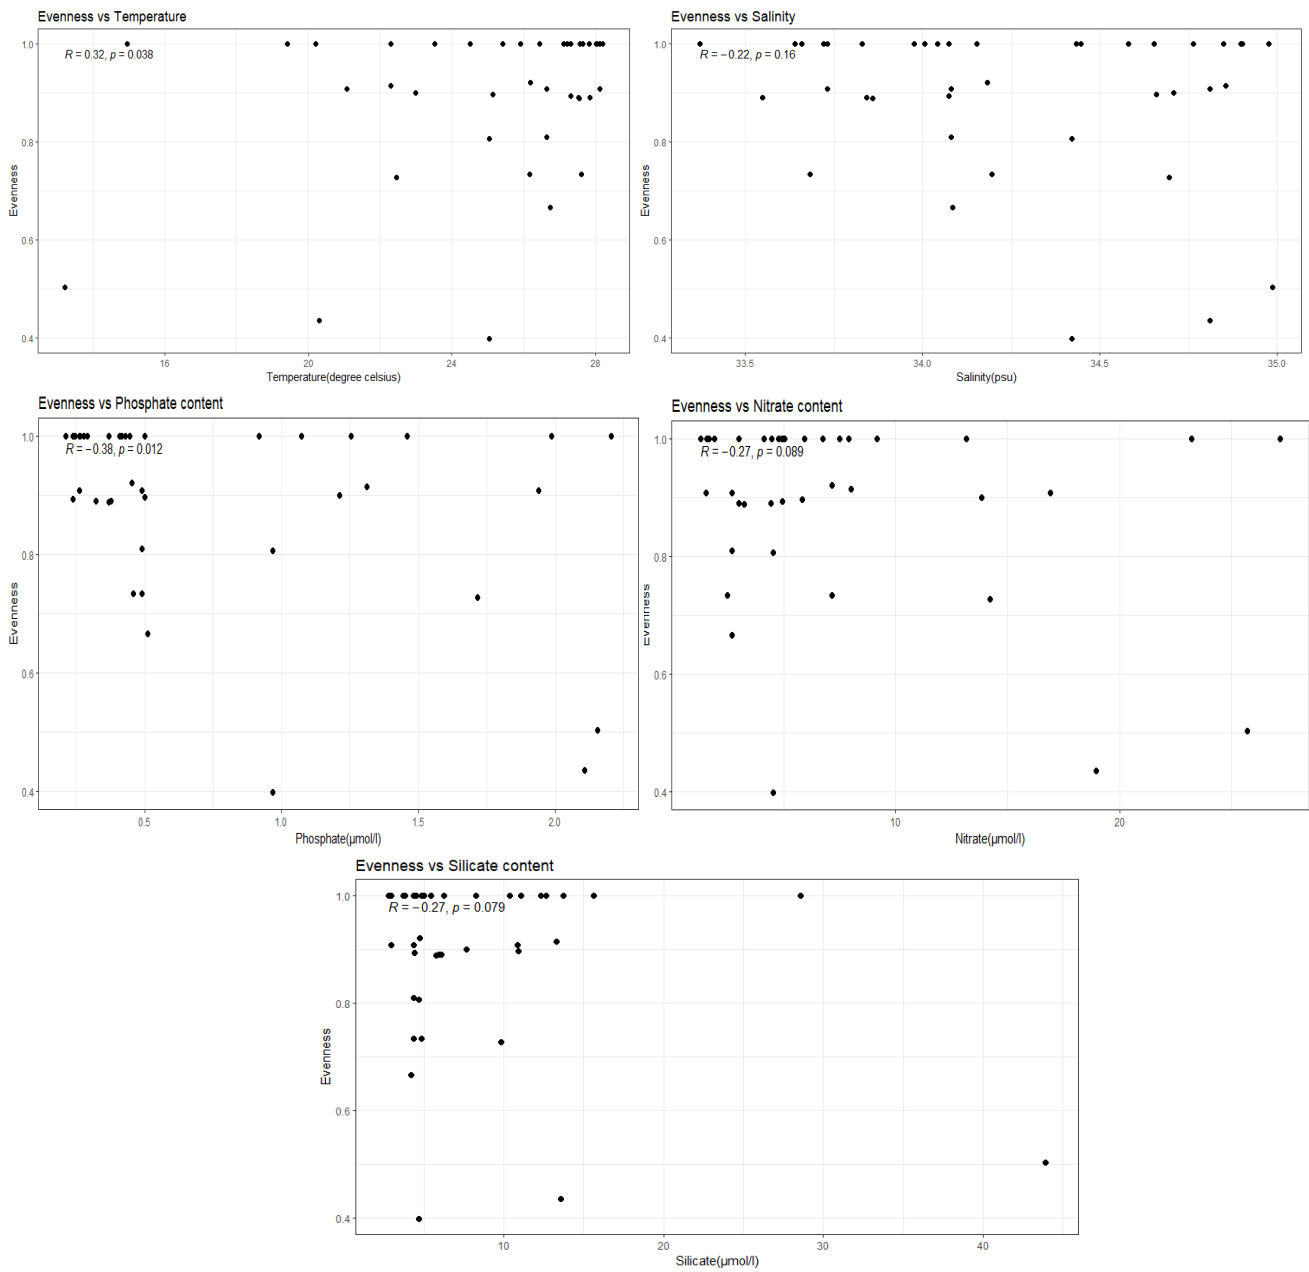 Evenness vs Temperature
R = 0.32, p = 0.038
1.0
0.8
0.6
0.4
Evenness
16
20
24
28
Temperature(degree celsius)
Evenness vs Salinity
R = −0.22, p = 0.16
1.0
0.8
0.6
0.4
Evenness
33.5
34.0
34.5
35.0
Salinity(psu)
Evenness vs Phosphate content
R = −0.38, p = 0.012
1.0
0.8
0.6
0.4
Evenness
0.5
1.0
1.5
2.0
Phosphate(μmol/l)
Evenness vs Nitrate content
R = −0.27, p = 0.089
1.0
0.8
0.6
0.4
Evenness
10
20
Nitrate(μmol/l)
Evenness vs Silicate content
R = −0.27, p = 0.079
1.0
0.8
0.6
0.4
Evenness
10
20
30
40
Silicate(μmol/l)